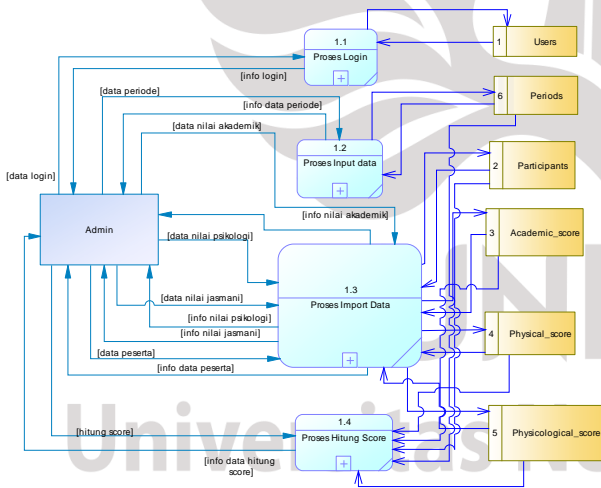 1.1
Proses Login
1
Users
[info login]
[data periode]
6
Periods
[info data periode]
[data nilai akademik]
1.2
Proses Input data
2
Participants
[data login]
[info nilai akademik]
Admin
3
Academic_score
[data nilai psikologi]
1.3
Proses Import Data
[data nilai jasmani]
[info nilai psikologi]
[info nilai jasmani]
4
Physical_score
[data peserta]
[info data peserta]
1.4
Proses Hitung Score
[hitung score]
5
Physicological_score
[info data hitung
score]
UN
Universitas N